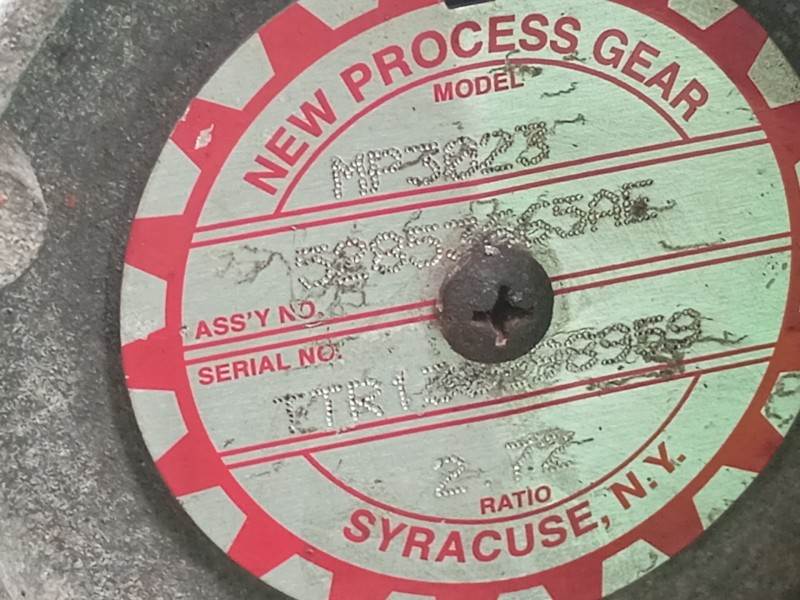 NEW PROCESS GEAR
MODEL
MP3023
ASS'Y NO.
SERIAL NO.
2.72
RATIO
SYRACUSE, N.Y.